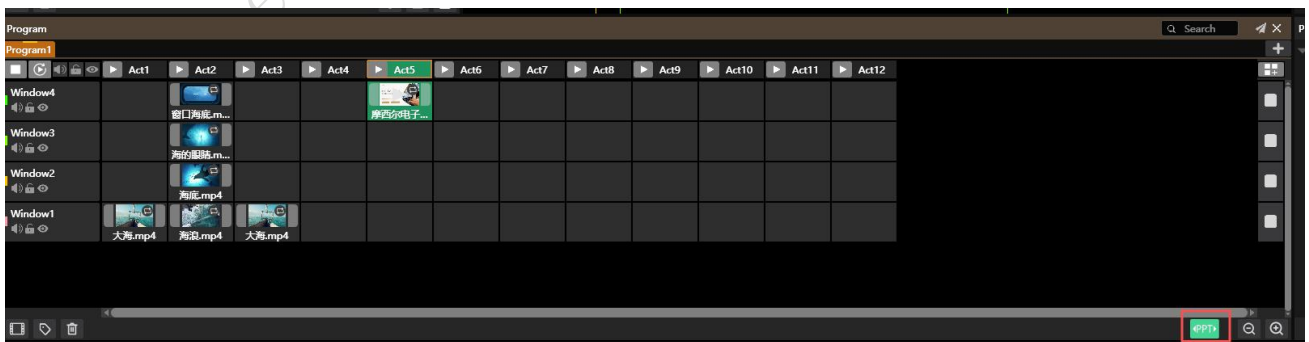 Program
Search
Program1
Act1 Act2 Act3 Act4 Act5 Act6 Act7 Act8 Act9 Act10 Act11 Act12
Window4
窗口海底.m... 摩西尔电子...
Window3
海的眼睛.m...
Window2
海底.mp4
Window1
大海.mp4 海浪.mp4 大海.mp4
PPT
P